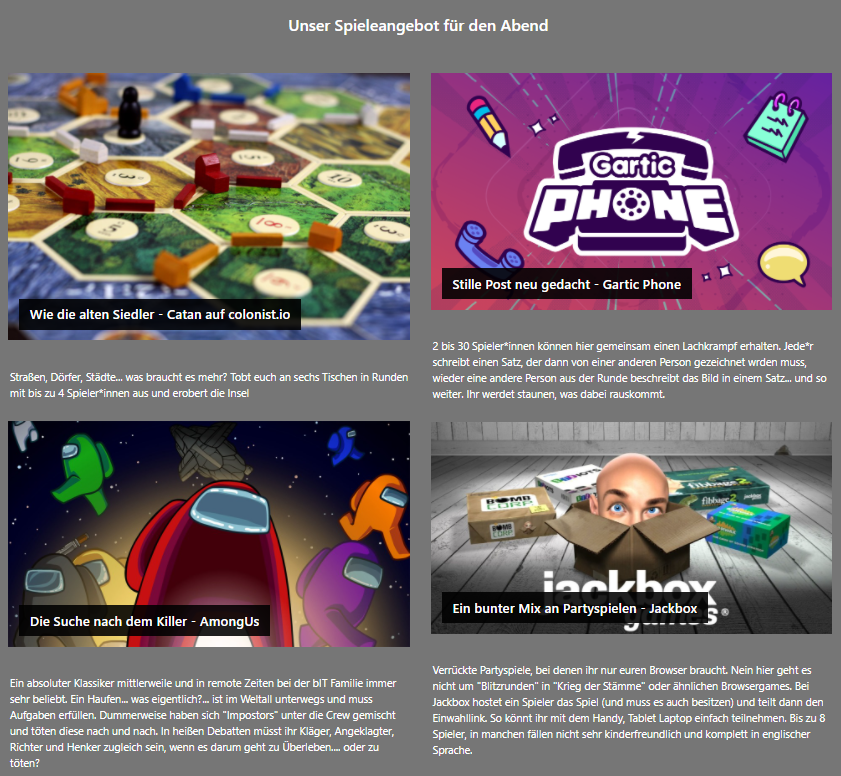 Unser Spieleangebot für den Abend
Wie die alten Siedler - Catan auf colonist.io
Straßen, Dörfer, Städte... was braucht es mehr? Tobt euch an sechs Tischen in Runden
mit bis zu 4 Spieler*innen aus und erobert die Insel
Gartic
PHONE
Stille Post neu gedacht - Gartic Phone
2 bis 30 Spieler*innen können hier gemeinsam einen Lachkrampf erhalten. Jede*r
schreibt einen Satz, der dann von einer anderen Person gezeichnet wrden muss,
wieder eine andere Person aus der Runde beschreibt das Bild in einem Satz... und so
weiter. Ihr werdet staunen, was dabei rauskommt.
Die Suche nach dem Killer - AmongUs
Ein absoluter Klassiker mittlerweile und in remote Zeiten bei der bIT Familie immer
sehr beliebt. Ein Haufen... was eigentlich?... ist im Weltall unterwegs und muss
Aufgaben erfüllen. Dummerweise haben sich "Impostors" unter die Crew gemischt
und töten diese nach und nach. In heißen Debatten müsst ihr Kläger, Angeklagter,
Richter und Henker zugleich sein, wenn es darum geht zu Überleben.... oder zu
töten?
BOMB
CORP
BOMB
CORP
fibbage 2
fibbage 2
jackbox
games®
Ein bunter Mix an Partyspielen - Jackbox
Verrückte Partyspiele, bei denen ihr nur euren Browser braucht. Nein hier geht es
nicht um "Blitzrunden" in "Krieg der Stämme" oder ähnlichen Browsergames. Bei
Jackbox hostet ein Spieler das Spiel (und muss es auch besitzen) und teilt dann den
Einwahllink. So könnt ihr mit dem Handy, Tablet Laptop einfach teilnehmen. Bis zu 8
Spieler, in manchen fällen nicht sehr kinderfreundlich und komplett in englischer
Sprache.